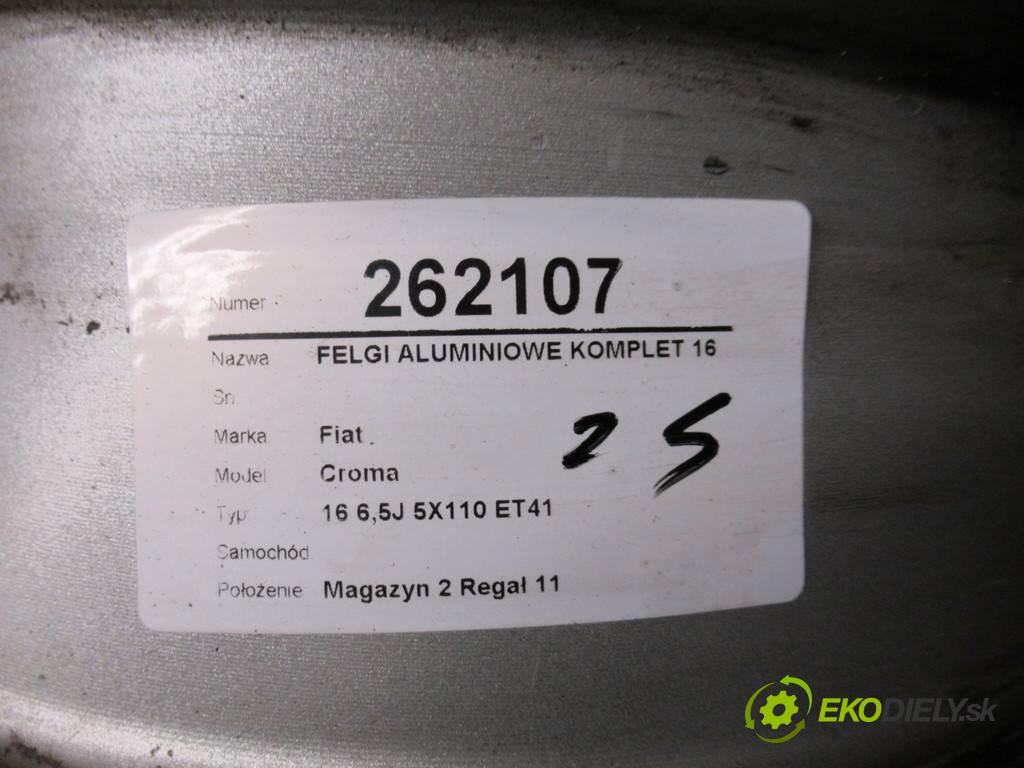 Numer 262107
Nazwa FELGI ALUMINIOWE KOMPLET 16
Sn
Marka Fiat
Model Croma
Typ 16 6,5J 5X110 ET41
Samochód
Położenie Magazyn 2 Regał 11
2 S
EKODIELY.sk